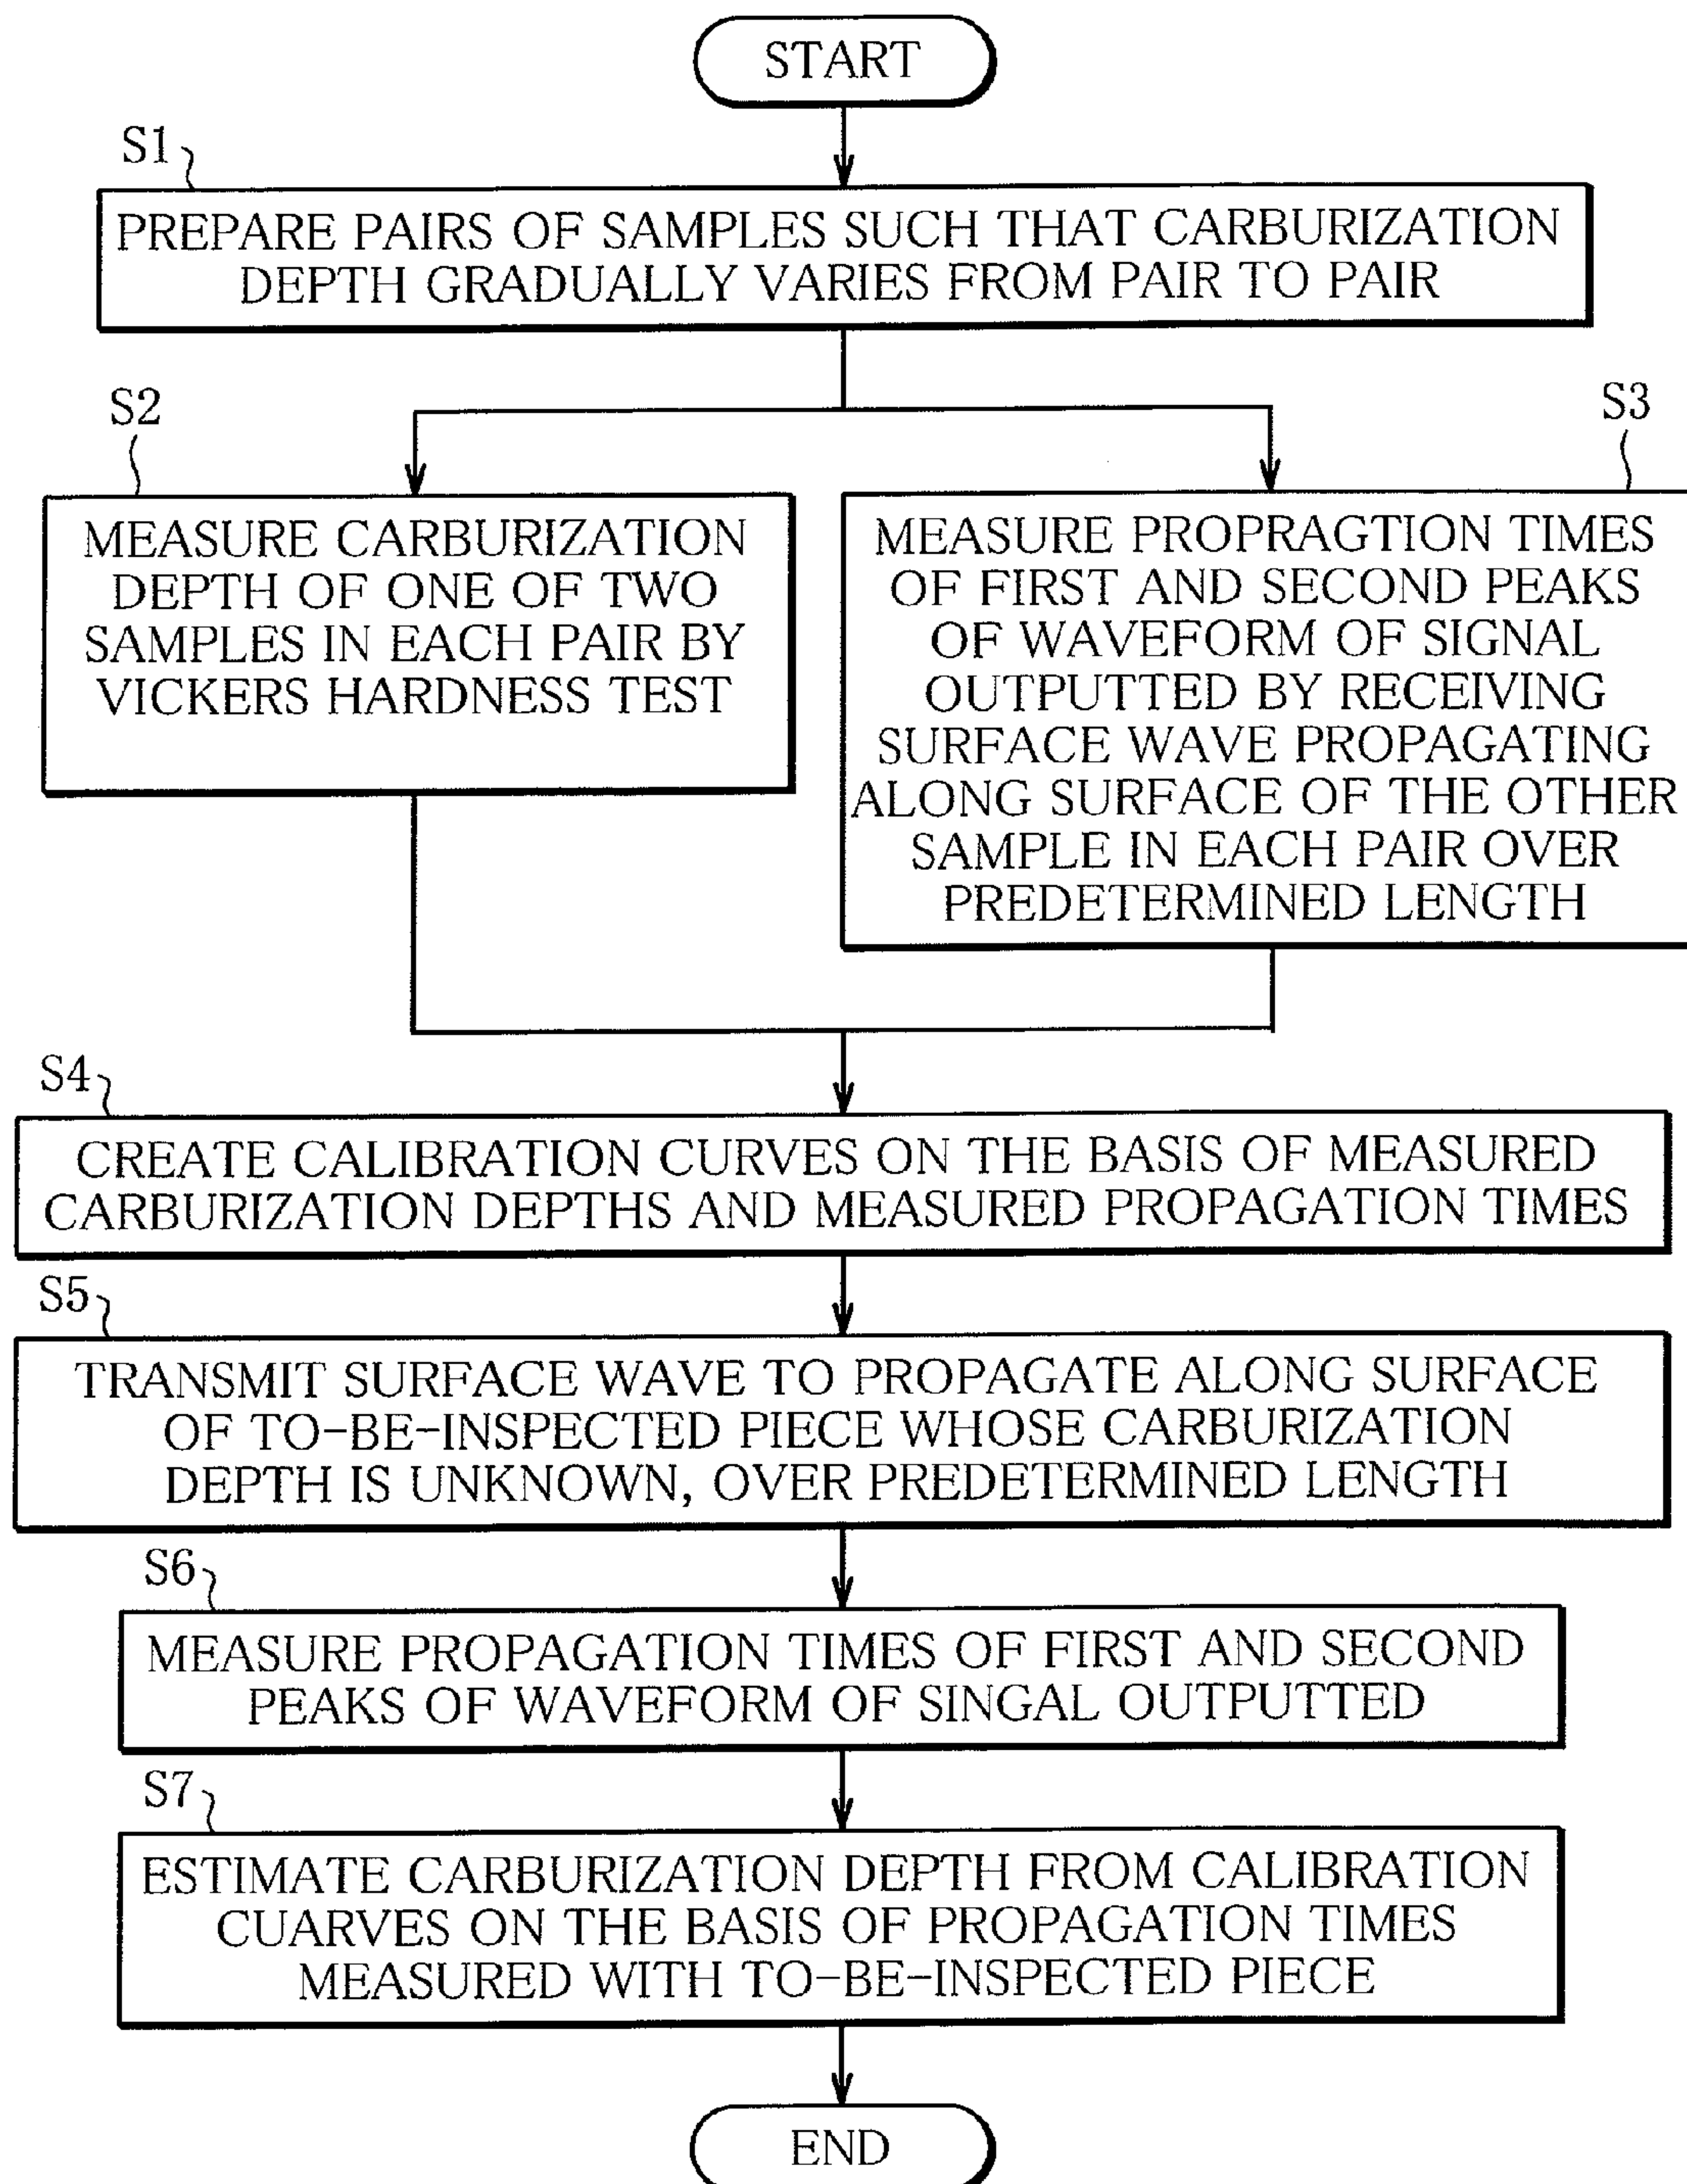 START
S1
PREPARE PAIRS OF SAMPLES SUCH THAT CARBURIZATION
DEPTH GRADUALLY VARIES FROM PAIR TO PAIR
S2
MEASURE CARBURIZATION
DEPTH OF ONE OF TWO
SAMPLES IN EACH PAIR BY
VICKERS HARDNESS TEST
S3
MEASURE PROPRAGTION TIMES
OF FIRST AND SECOND PEAKS
OF WAVEFORM OF SIGNAL
OUTPUTTED BY RECEIVING
SURFACE WAVE PROPAGATING
ALONG SURFACE OF THE OTHER
SAMPLE IN EACH PAIR OVER
PREDETERMINED LENGTH
S4
CREATE CALIBRATION CURVES ON THE BASIS OF MEASURED
CARBURIZATION DEPTHS AND MEASURED PROPAGATION TIMES
S5
TRANSMIT SURFACE WAVE TO PROPAGATE ALONG SURFACE
OF TO-BE-INSPECTED PIECE WHOSE CARBURIZATION
DEPTH IS UNKNOWN, OVER PREDETERMINED LENGTH
S6
MEASURE PROPAGATION TIMES OF FIRST AND SECOND
PEAKS OF WAVEFORM OF SINGAL OUTPUTTED
S7
ESTIMATE CARBURIZATION DEPTH FROM CALIBRATION
CUARVES ON THE BASIS OF PROPAGATION TIMES
MEASURED WITH TO-BE-INSPECTED PIECE
END